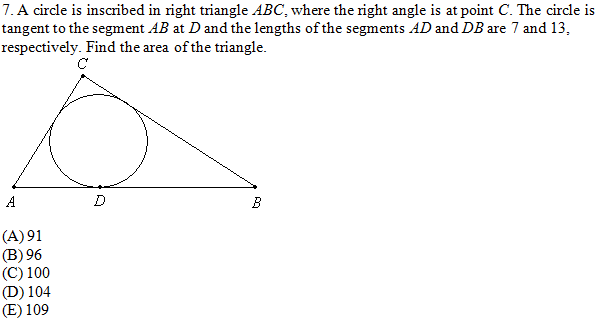 7. A circle is inscribed in right triangle ABC, where the right angle is at point C. The circle is
tangent to the segment AB at D and the lengths of the segments AD and DB are 7 and 13,
respectively. Find the area of the triangle.
C
A D B
(A) 91
(B) 96
(C) 100
(D) 104
(E) 109